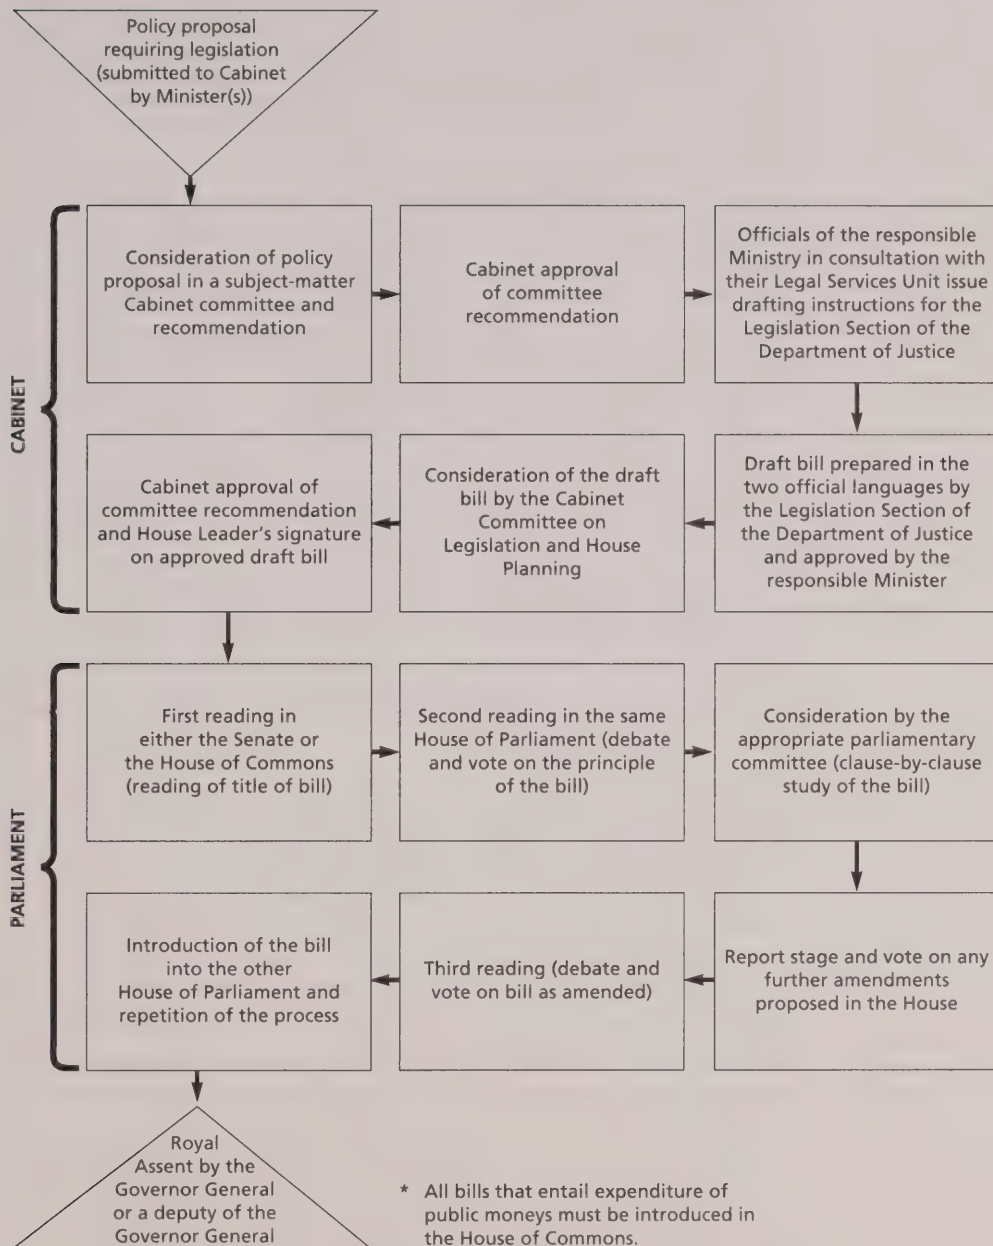 Policy proposal
requiring legislation
(submitted to Cabinet
by Minister(s))
CABINET
Consideration of policy
proposal in a subject-matter
Cabinet committee and
recommendation
Cabinet approval
of committee
recommendation
Officials of the responsible
Ministry in consultation with
their Legal Services Unit issue
drafting instructions for the
Legislation Section of the
Department of Justice
Draft bill prepared in the
two official languages by
the Legislation Section of
the Department of Justice
and approved by the
responsible Minister
Consideration of the draft
bill by the Cabinet
Committee on
Legislation and House
Planning
Cabinet approval of
committee recommendation
and House Leader's signature
on approved draft bill
PARLIAMENT
First reading in
either the Senate or
the House of Commons
(reading of title of bill)
Second reading in the same
House of Parliament (debate
and vote on the principle
of the bill)
Consideration by the
appropriate parliamentary
committee (clause-by-clause
study of the bill)
Report stage and vote on any
further amendments
proposed in the House
Third reading (debate and
vote on bill as amended)
Introduction of the bill
into the other
House of Parliament and
repetition of the process
Royal
Assent by the
Governor General
or a deputy of the
Governor General
* All bills that entail expenditure of
public moneys must be introduced in
the House of Commons.